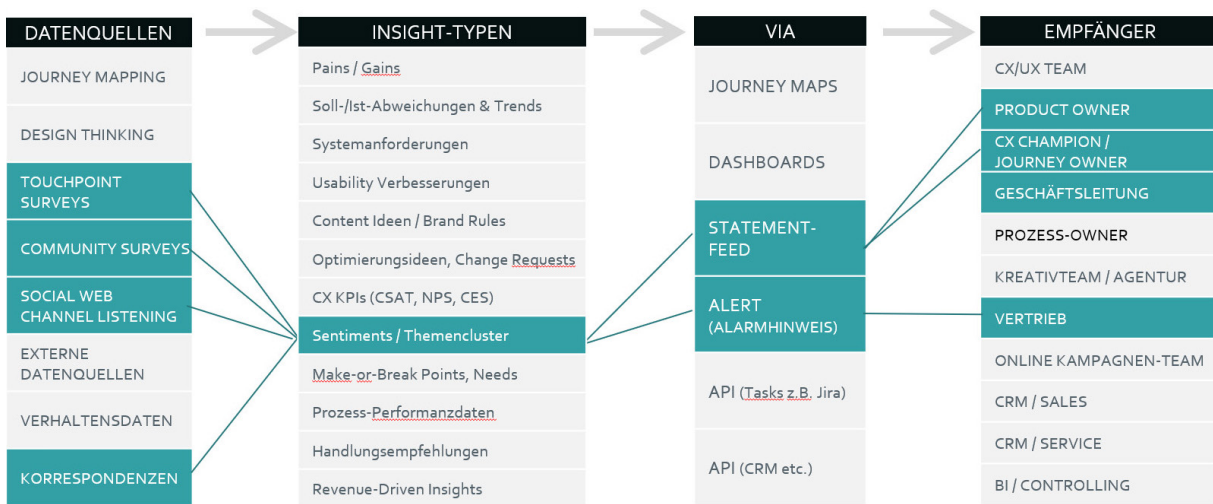 DATENQUELLEN
JOURNEY MAPPING
DESIGN THINKING
TOUCHPOINT
SURVEYS
COMMUNITY SURVEYS
SOCIAL WEB
CHANNEL LISTENING
EXTERNE
DATENQUELLEN
VERHALTENSDATEN
KORRESPONDENZEN
INSIGHT-TYPEN
Pains / Gains
Soll-/Ist-Abweichungen & Trends
Systemanforderungen
Usability Verbesserungen
Content Ideen / Brand Rules
Optimierungsideen, Change Requests
CX KPIs (CSAT, NPS, CES)
Sentiments / Themencluster
Make-or-Break Points, Needs
Prozess-Performanzdaten
Handlungsempfehlungen
Revenue-Driven Insights
VIA
JOURNEY MAPS
DASHBOARDS
STATEMENT-
FEED
ALERT
(ALARMHINWEIS)
API (Tasks z.B. Jira)
API (CRM etc.)
EMPFÄNGER
CX/UX TEAM
PRODUCT OWNER
CX CHAMPION /
JOURNEY OWNER
GESCHÄFTSLEITUNG
PROZESS-OWNER
KREATIVTEAM / AGENTUR
VERTRIEB
ONLINE KAMPAGNEN-TEAM
CRM / SALES
CRM / SERVICE
BI / CONTROLLING